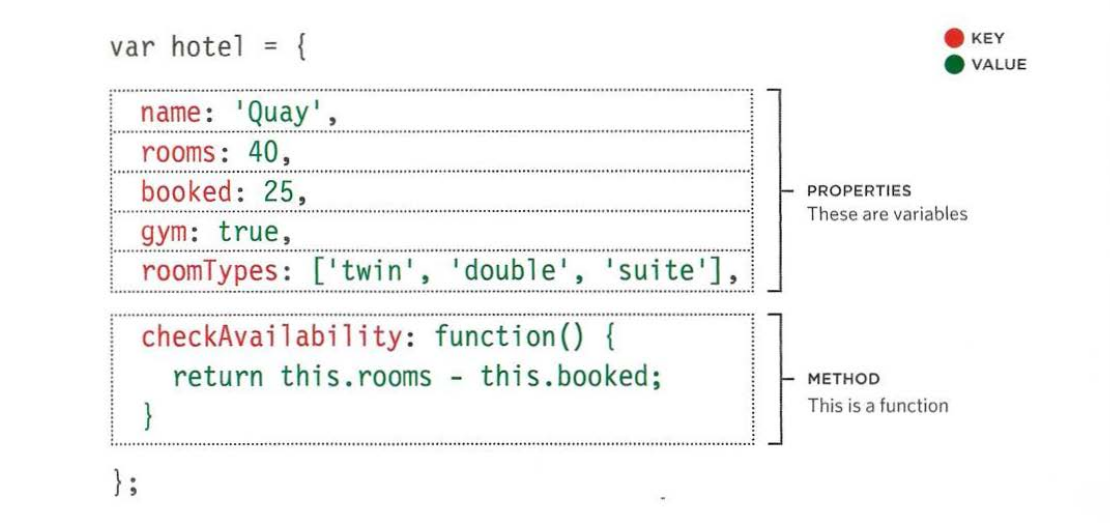 var hotel = {
KEY
VALUE
name: 'Quay',
rooms: 40,
booked: 25,
gym: true,
roomTypes: ['twin', 'double', 'suite'],
PROPERTIES
These are variables
checkAvailability: function() {
return this.rooms - this.booked;
}
METHOD
This is a function
};